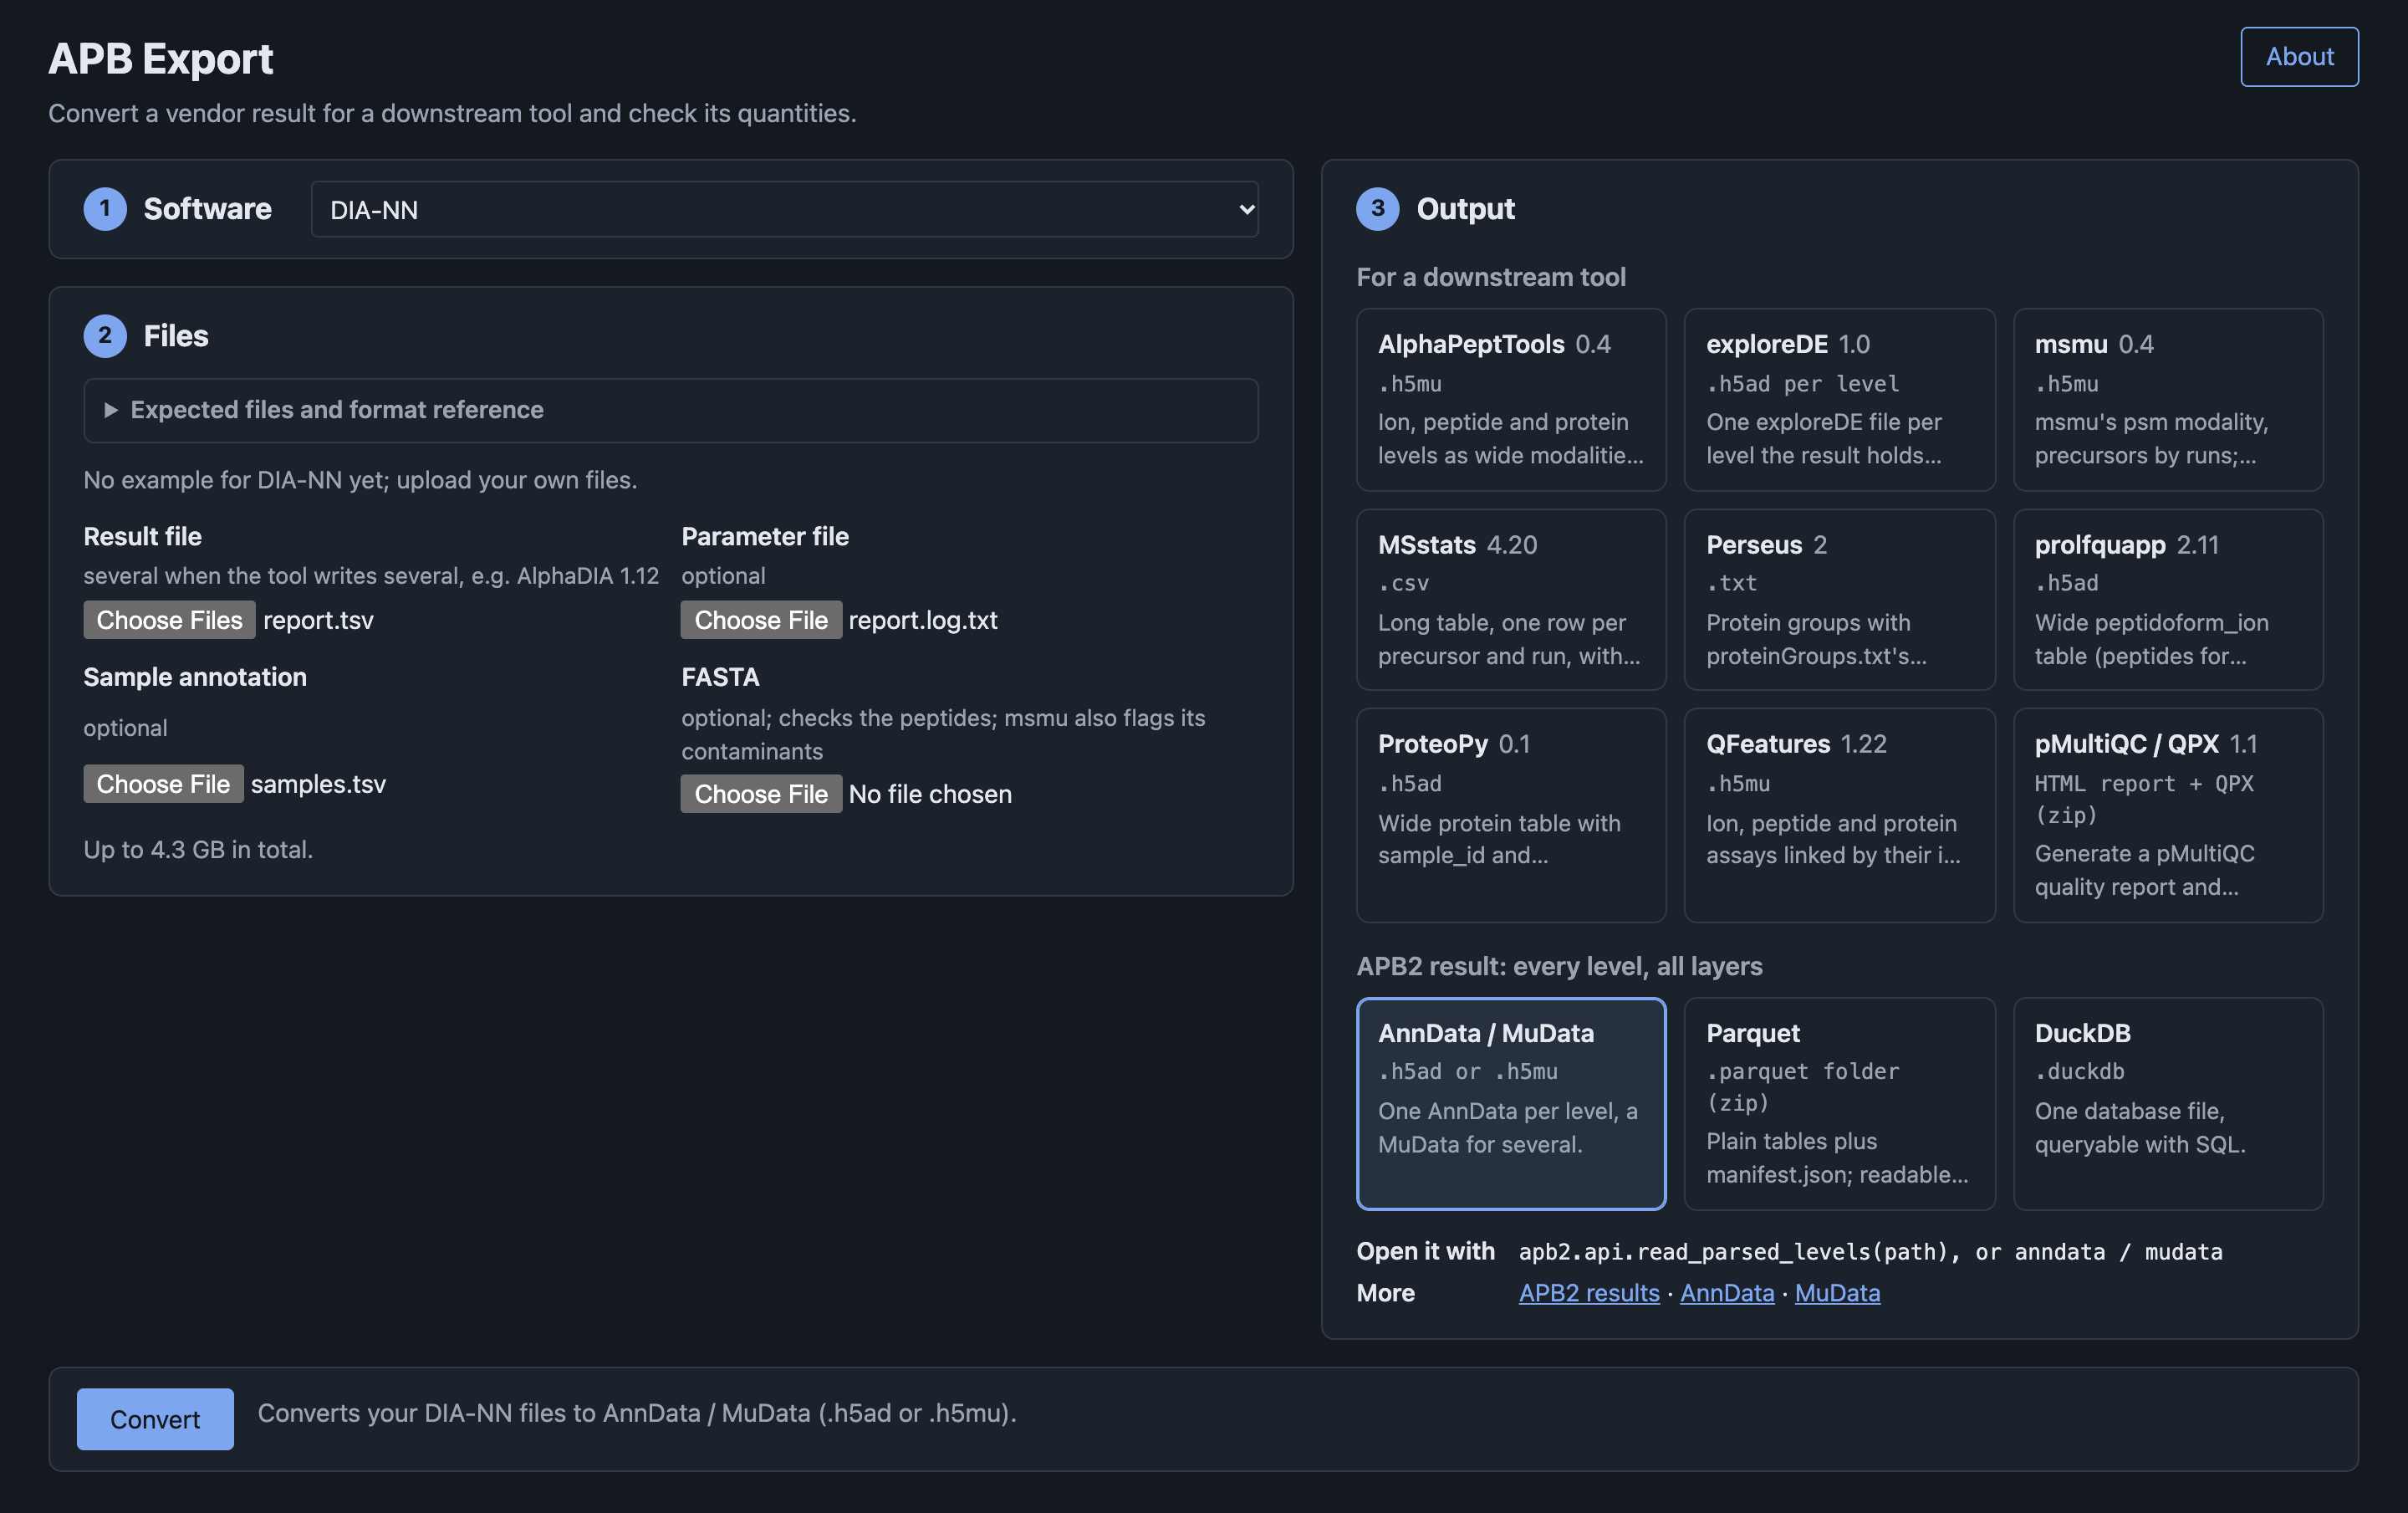 APB Export
About
Convert a vendor result for a downstream tool and check its quantities.
1 Software DIA-NN
2 Files
Expected files and format reference
No example for DIA-NN yet; upload your own files.
Result file
several when the tool writes several, e.g. AlphaDIA 1.12
Choose Files report.tsv
Parameter file
optional
Choose File report.log.txt
Sample annotation
optional
Choose File samples.tsv
FASTA
optional; checks the peptides; msmu also flags its
contaminants
Choose File No file chosen
Up to 4.3 GB in total.
3 Output
For a downstream tool
AlphaPeptTools 0.4
.h5mu
Ion, peptide and protein
levels as wide modalitie...
exploreDE 1.0
.h5ad per level
One exploreDE file per
level the result holds...
msmu 0.4
.h5mu
msmu's psm modality,
precursors by runs;...
MSstats 4.20
.csv
Long table, one row per
precursor and run, with...
Perseus 2
.txt
Protein groups with
proteinGroups.txt's...
prolfquapp 2.11
.h5ad
Wide peptidoform_ion
table (peptides for...
ProteoPy 0.1
.h5ad
Wide protein table with
sample_id and...
QFeatures 1.22
.h5mu
Ion, peptide and protein
assays linked by their i...
pMultiQC / QPX 1.1
HTML report + QPX
(zip)
Generate a pMultiQC
quality report and...
APB2 result: every level, all layers
AnnData / MuData
.h5ad or .h5mu
One AnnData per level, a
MuData for several.
Parquet
.parquet folder
(zip)
Plain tables plus
manifest.json; readable...
DuckDB
.duckdb
One database file,
queryable with SQL.
Open it with apb2.api.read_parsed_levels(path), or anndata / mudata
More APB2 results · AnnData · MuData
Convert Converts your DIA-NN files to AnnData / MuData (.h5ad or .h5mu).